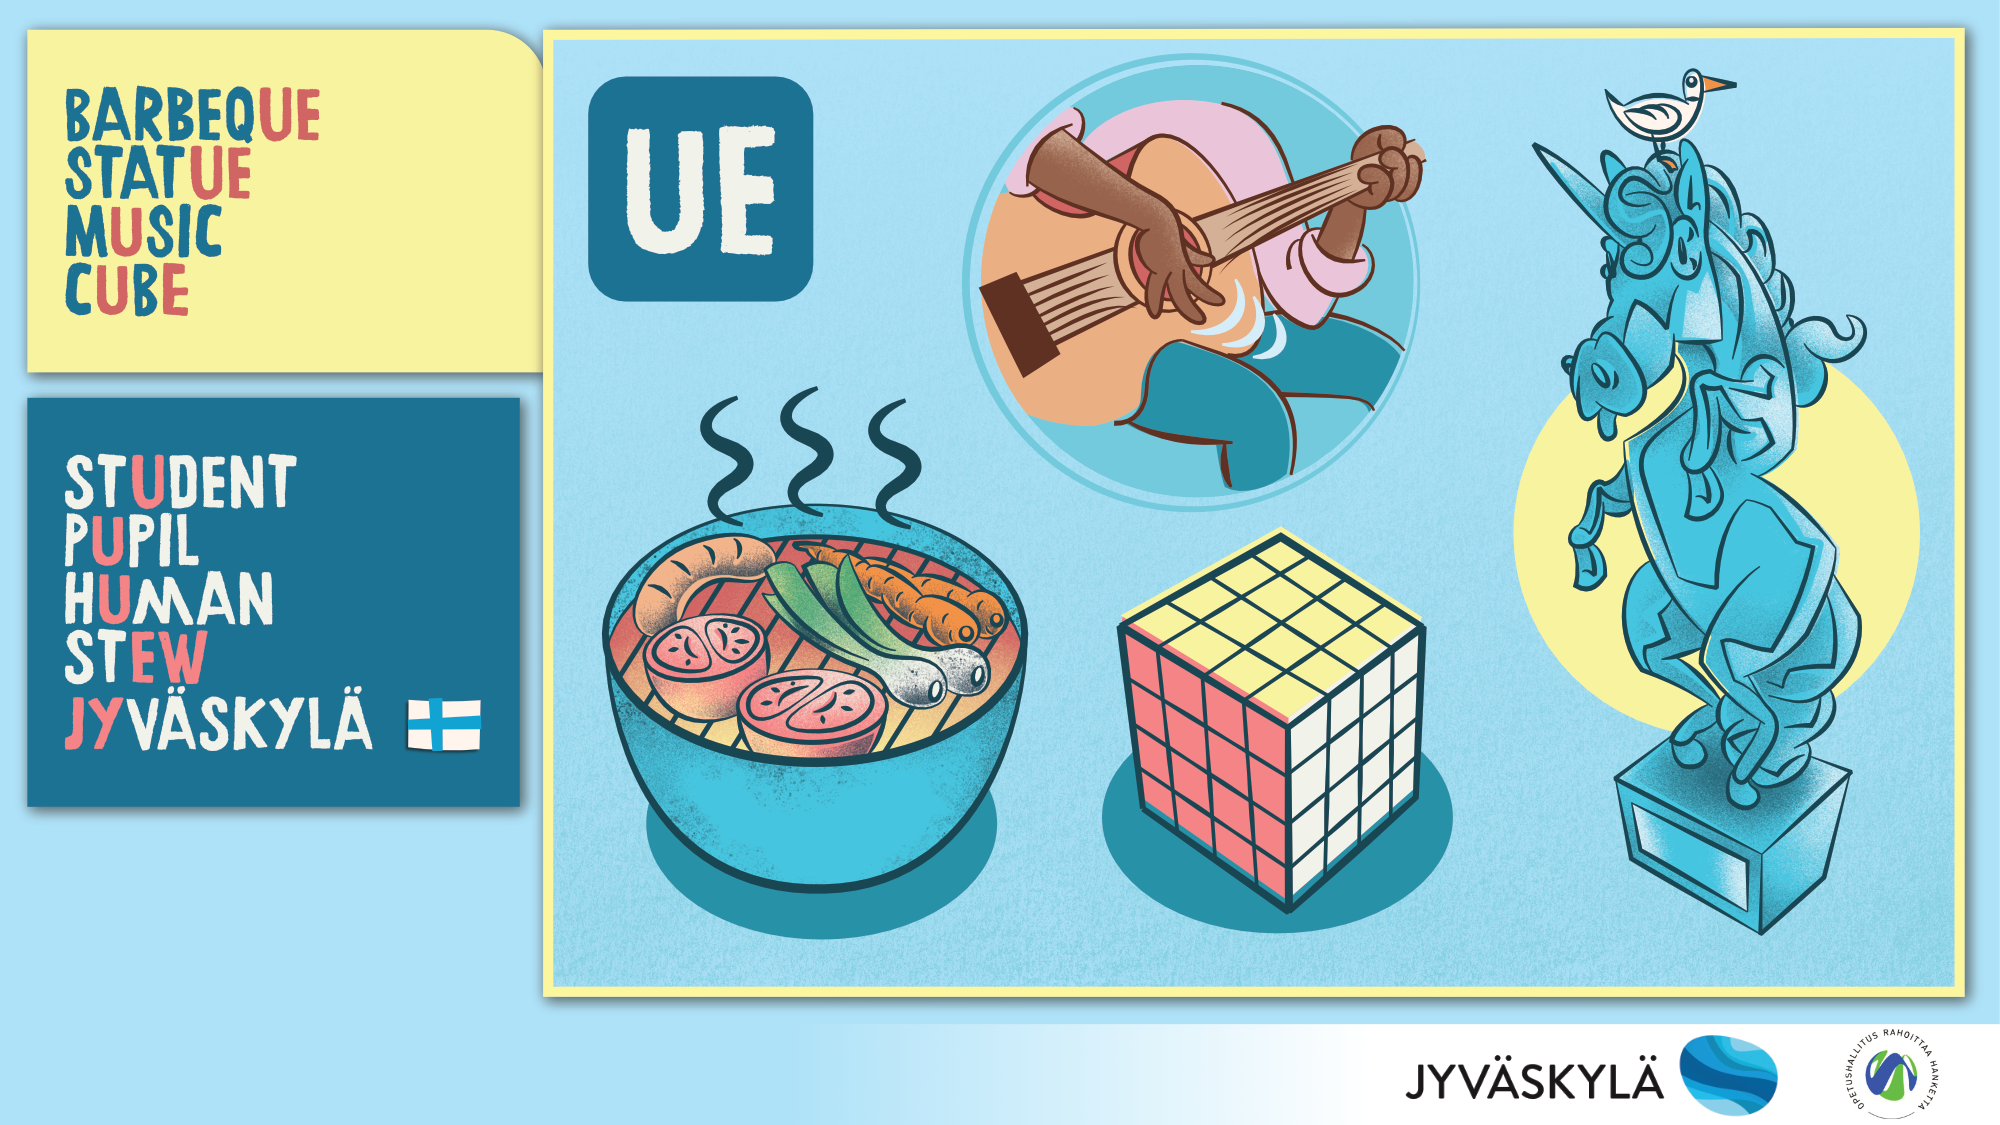 BARBEQUE
STATUE
MUSIC
CUBE
STUDENT
PUPIL
HUMAN
STEW
JYVÄSKYLÄ
UE
JYVÄSKYLÄ
OPETUSHALLITUS RAHOITTAA HANKETTA